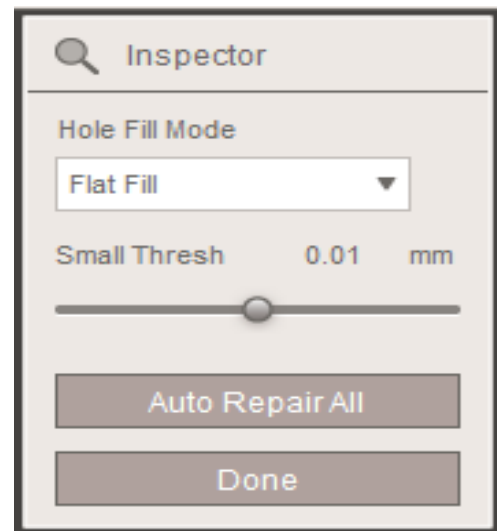 Inspector
Hole Fill Mode
Flat Fill
Small Thresh 0.01 mm
Auto Repair All
Done